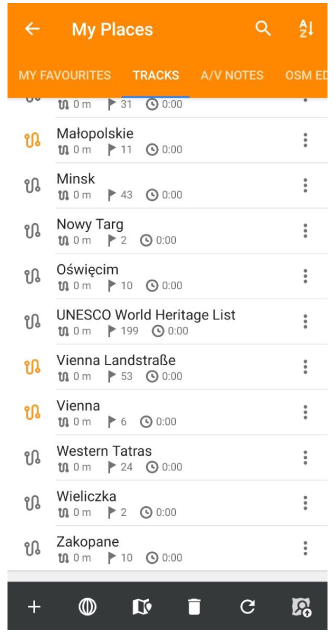 My Places
MY FAVOURITES TRACKS A/V NOTES OSM ED
0 m 31 0:00
Małopolskie
0 m 11 0:00
Minsk
0 m 43 0:00
Nowy Targ
0 m 2 0:00
Oświęcim
0 m 10 0:00
UNESCO World Heritage List
0 m 199 0:00
Vienna Landstraße
0 m 53 0:00
Vienna
0 m 6 0:00
Western Tatras
0 m 24 0:00
Wieliczka
0 m 2 0:00
Zakopane
0 m 10 0:00